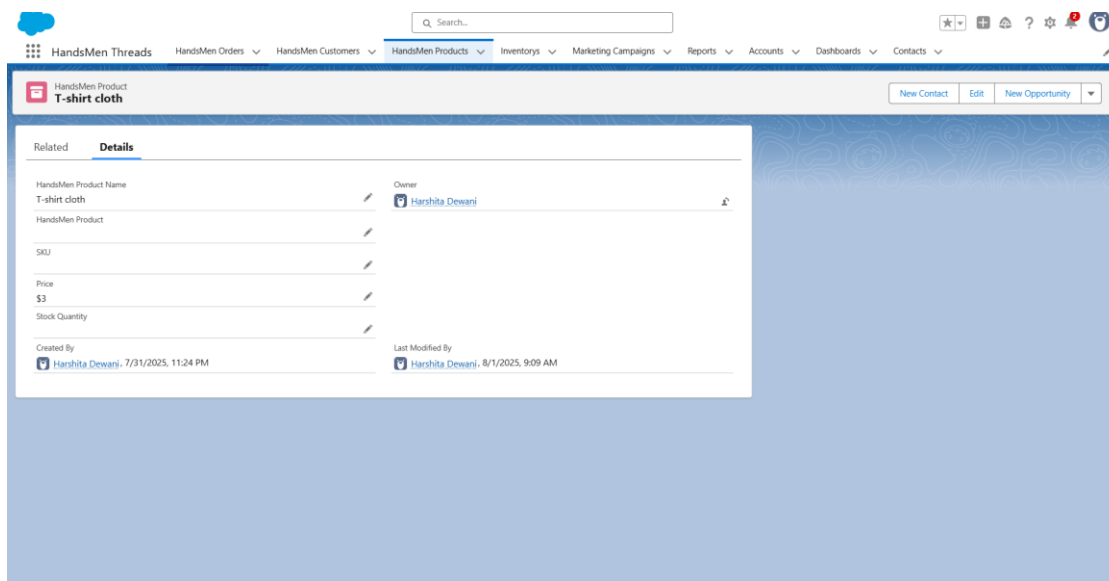 Search...
2
HandsMen Threads HandsMen Orders HandsMen Customers HandsMen Products Inventorys Marketing Campaigns Reports Accounts Dashboards Contacts
HandsMen Product
T-shirt cloth
New Contact Edit New Opportunity
Related Details
HandsMen Product Name Owner
T-shirt cloth Harshita Dewani
HandsMen Product
SKU
Price
$3
Stock Quantity
Created By Last Modified By
Harshita Dewani, 7/31/2025, 11:24 PM Harshita Dewani, 8/1/2025, 9:09 AM